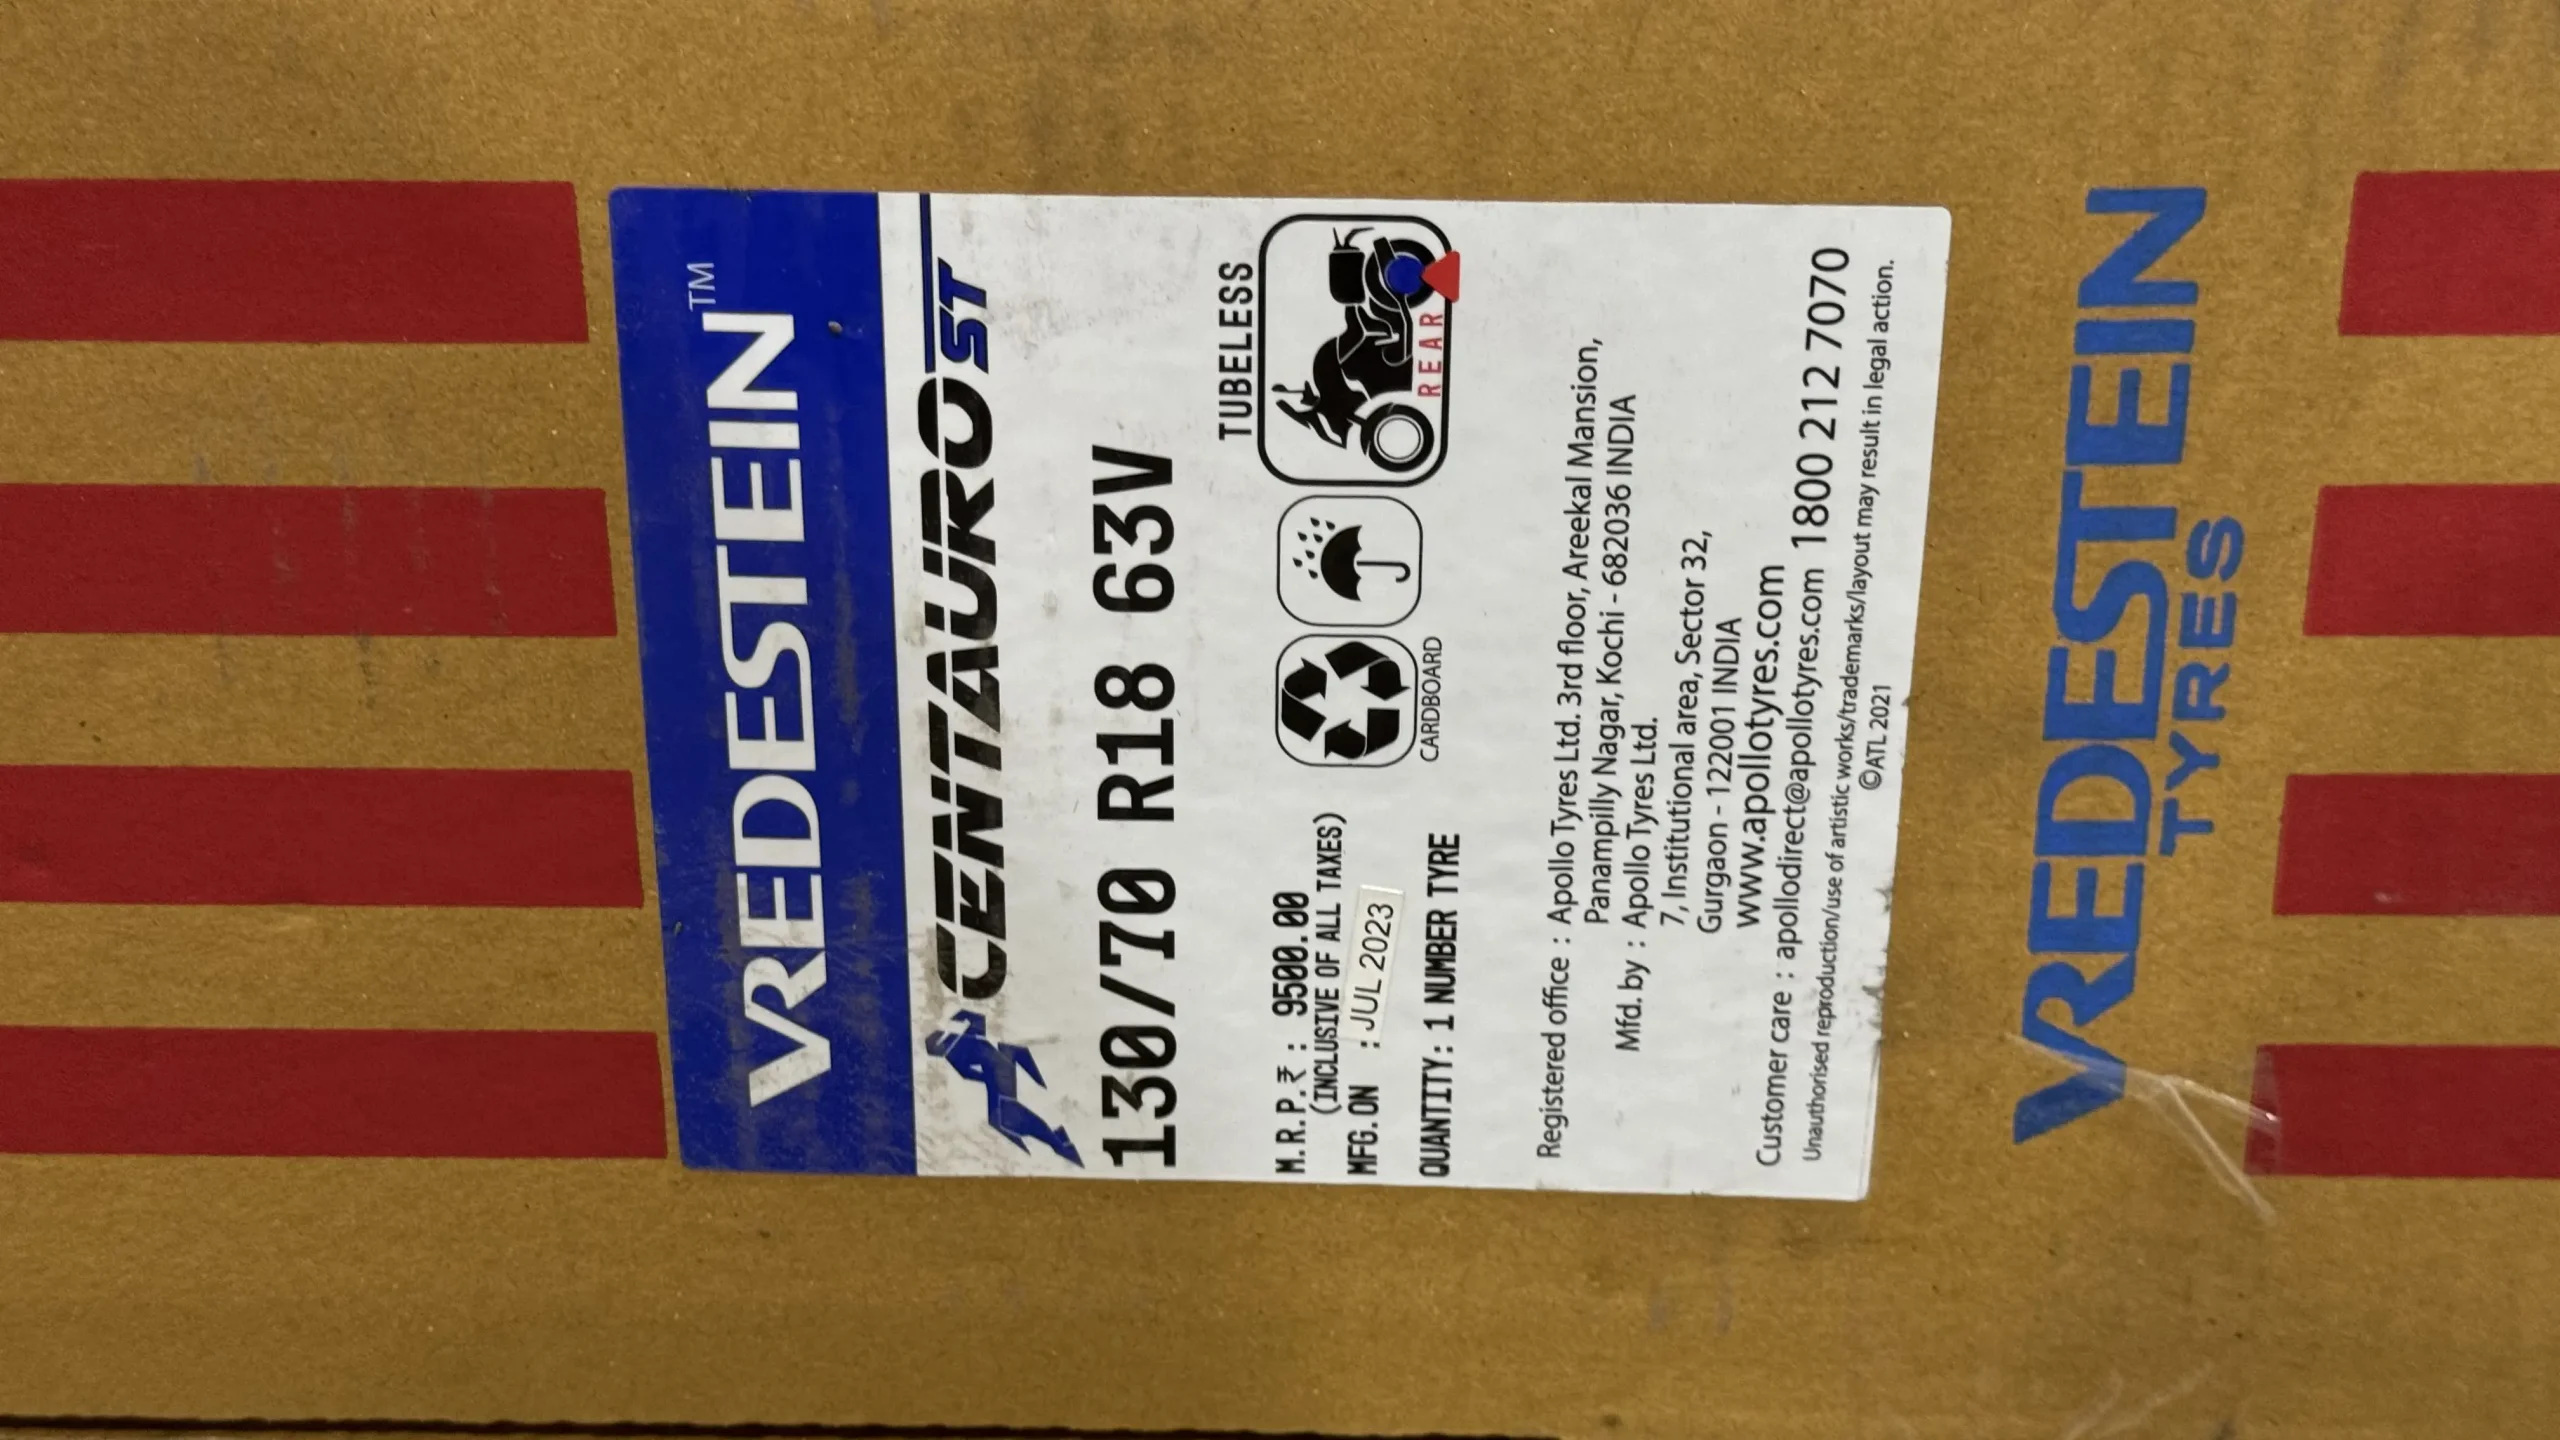 VREDESTEIN™
CENTAURO ST
130/70 R18 63V
TUBELESS
REAR
M.R.P.₹ : 9500.00
(INCLUSIVE OF ALL TAXES)
MFG.ON : JUL 2023
QUANTITY: 1 NUMBER TYRE
CARDBOARD
Registered office : Apollo Tyres Ltd. 3rd floor, Areekal Mansion,
Panampilly Nagar, Kochi - 682036 INDIA
Mfd. by : Apollo Tyres Ltd.
7, Institutional area, Sector 32,
Gurgaon - 122001 INDIA
www.apollotyres.com
Customer care : apollodirect@apollotyres.com 1800 212 7070
Unauthorised reproduction/use of artistic works/trademarks/layout may result in legal action.
©ATL 2021
VREDESTEIN
TYRES